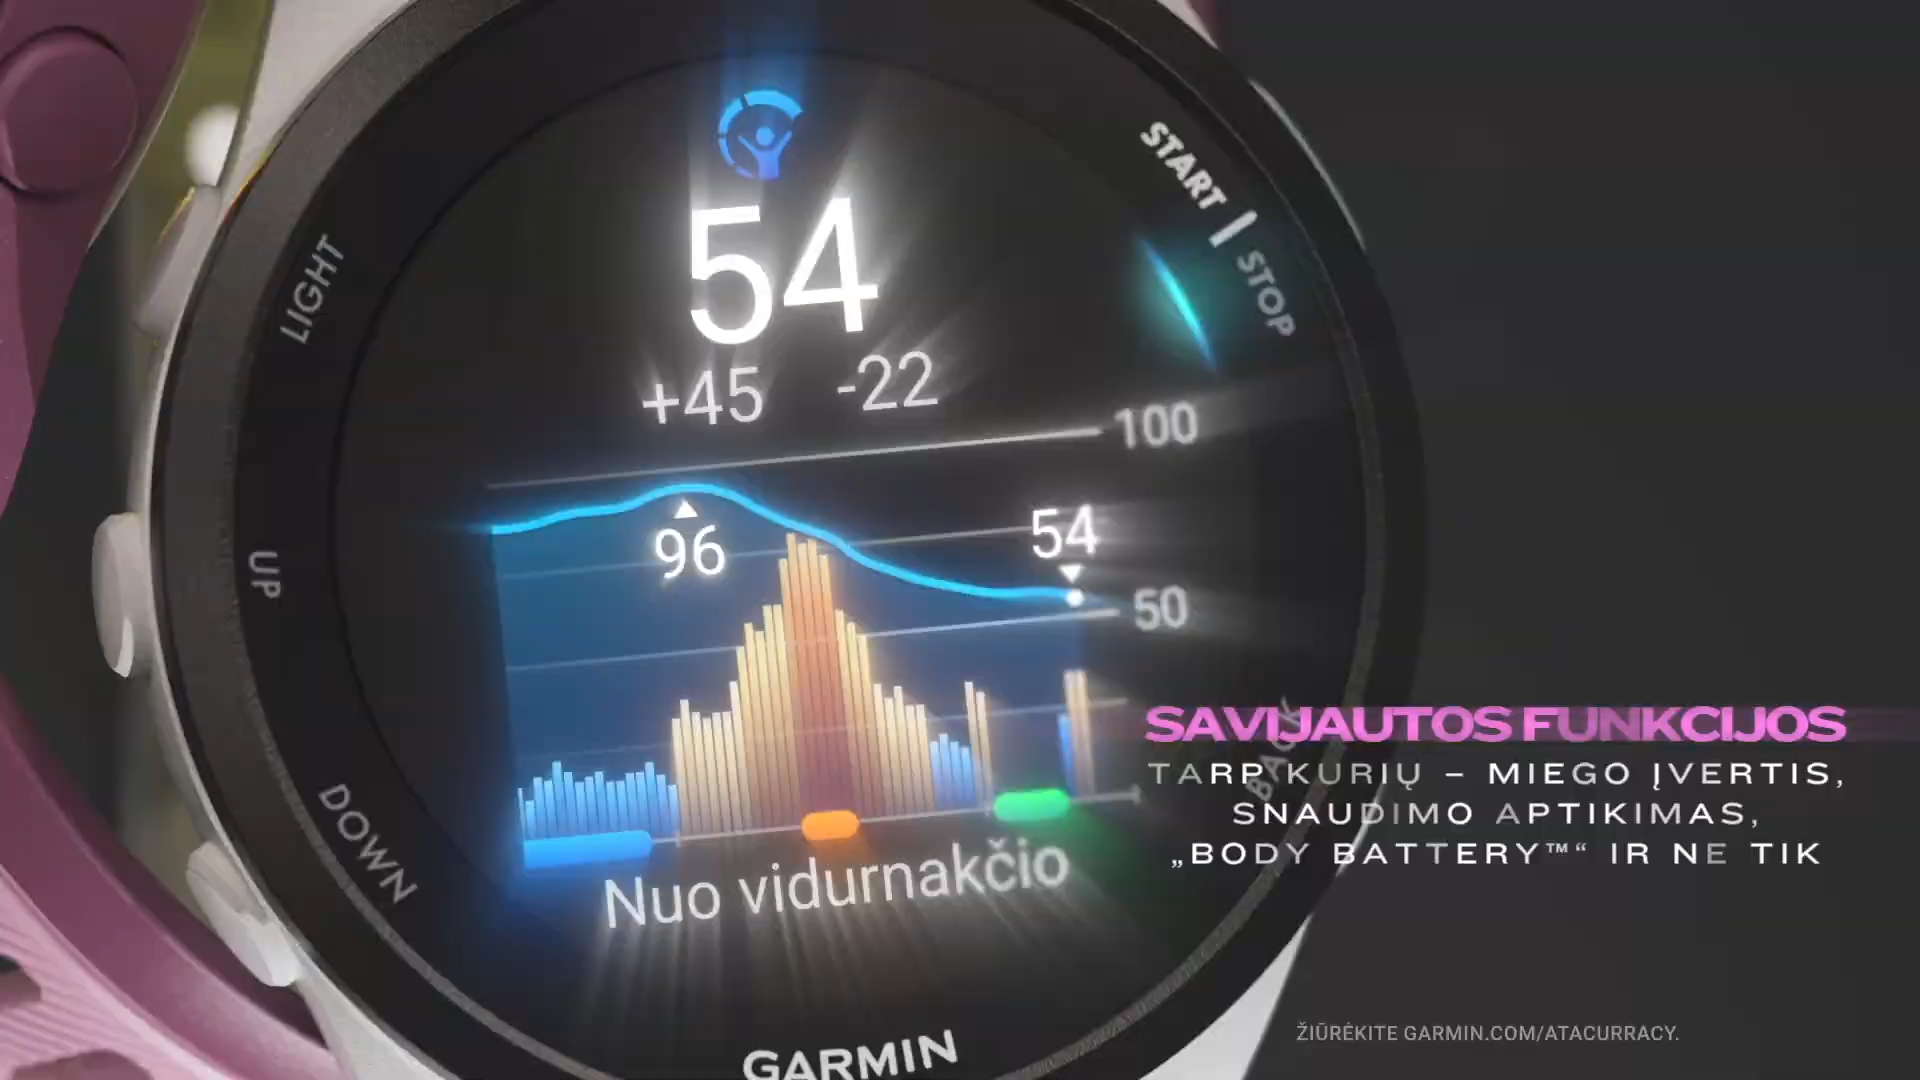 START
STOP
LIGHT
54
+45 -22
100
96
54
50
UP
BACK
DOWN
Nuo vidurnakčio
GARMIN
SAVIJAUTOS FUNKCIJOS
TARP KURIŲ – MIEGO ĮVERTIS,
SNAUDIMO APTIKIMAS,
„BODY BATTERY™“ IR NE TIK
ŽIŪRĖKITE GARMIN.COM/ATACURRACY.